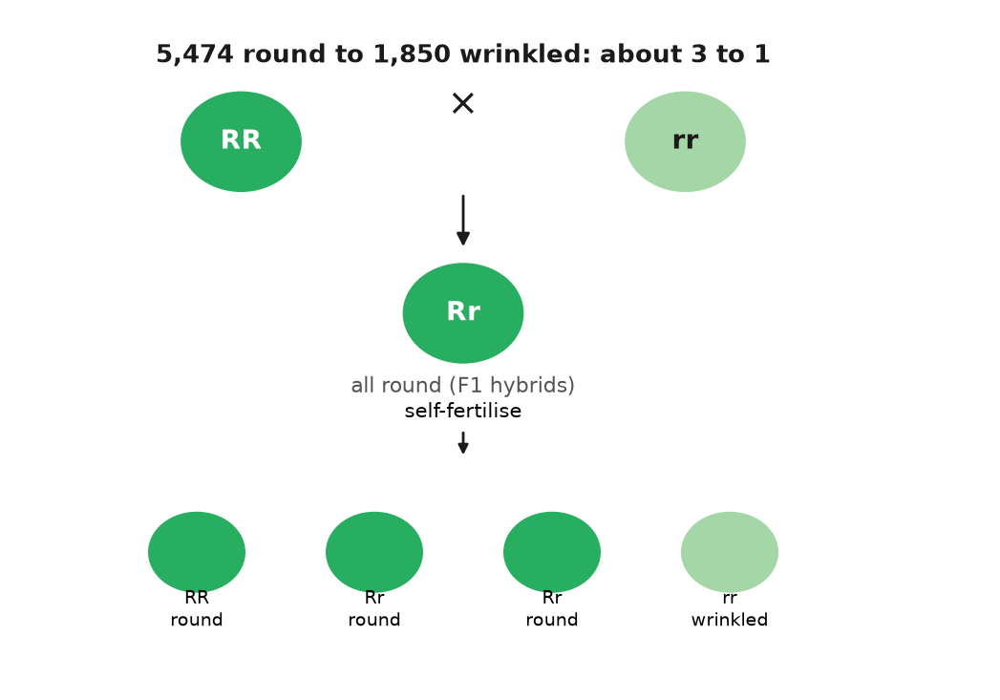 5,474 round to 1,850 wrinkled: about 3 to 1
×
RR
rr
Rr
all round (F1 hybrids)
self-fertilise
RR
round
Rr
round
Rr
round
rr
wrinkled